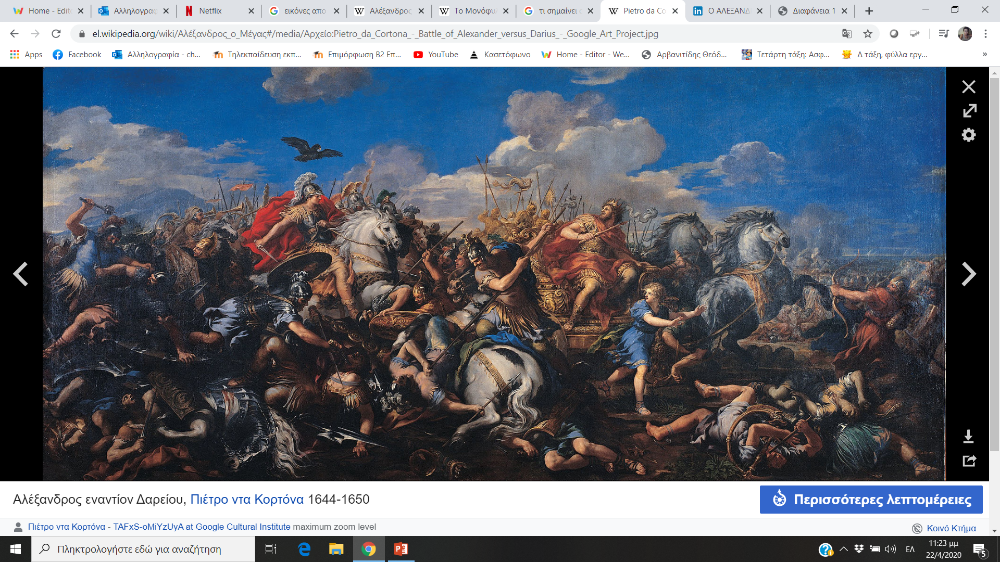 Home - Edit
Αλληλογραφ
Netflix
εικόνες απο
Αλέξανδρος
Το Μονόφυλ
τι σημαίνει
Pietro da Co
Ο ΑΛΕΞΑΝΔ
Διαφάνεια 1
el.wikipedia.org/wiki/Αλέξανδρος_ο_Μέγας#/media/Αρχείο:Pietro_da_Cortona_-_Battle_of_Alexander_versus_Darius_-_Google_Art_Project.jpg
Apps
Facebook
Αλληλογραφία - ch...
Τηλεκπαίδευση εκπ...
Επιμόρφωση Β2 Επ...
YouTube
Κασετόφωνο
Home - Editor - We...
Αρβανιτίδης Θεόδ...
Τετάρτη τάξη: Ασφ...
Δ τάξη, φύλλα εργ...
»
Αλέξανδρος εναντίον Δαρείου, Πιέτρο ντα Κορτόνα 1644-1650
Περισσότερες λεπτομέρειες
Πιέτρο ντα Κορτόνα - TAFxS-oMiYzUyA at Google Cultural Institute maximum zoom level
Κοινό Κτήμα
Πληκτρολογήστε εδώ για αναζήτηση
ΕΛ
11:23 μμ
22/4/2020
5